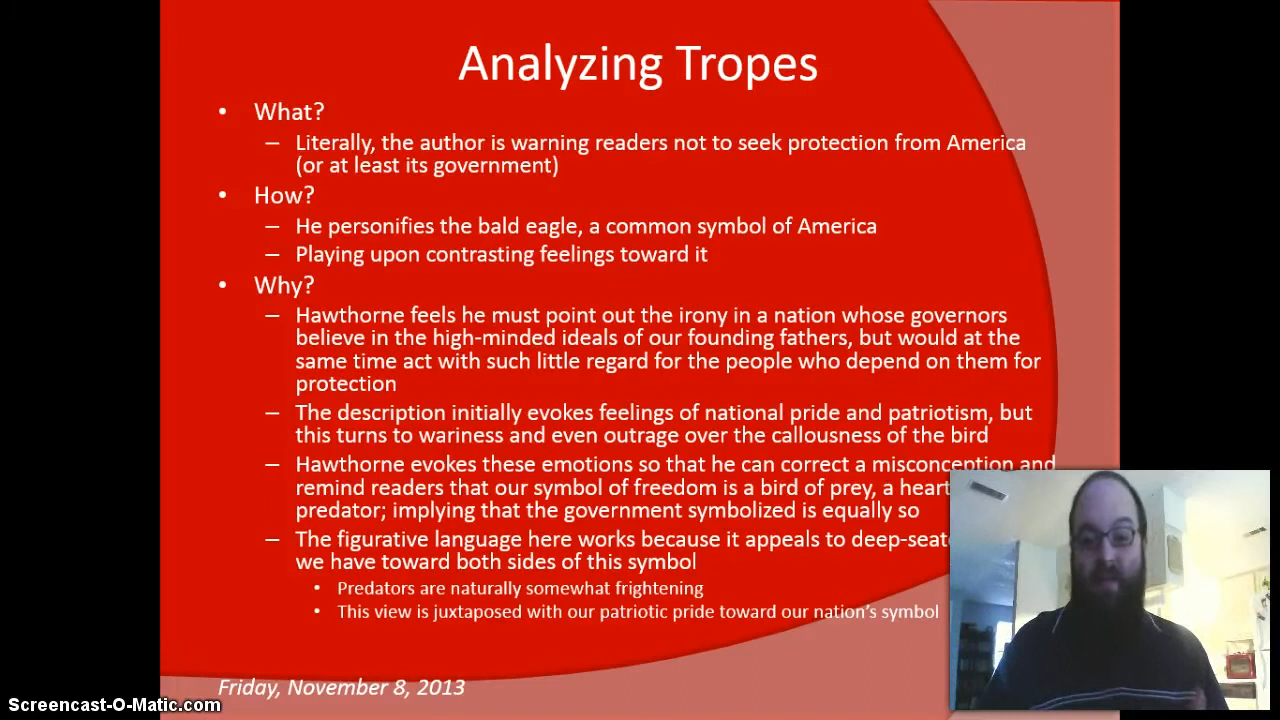 Analyzing Tropes
• What?
– Literally, the author is warning readers not to seek protection from America
(or at least its government)
• How?
– He personifies the bald eagle, a common symbol of America
– Playing upon contrasting feelings toward it
• Why?
– Hawthorne feels he must point out the irony in a nation whose governors
believe in the high-minded ideals of our founding fathers, but would at the
same time act with such little regard for the people who depend on them for
protection
– The description initially evokes feelings of national pride and patriotism, but
this turns to wariness and even outrage over the callousness of the bird
– Hawthorne evokes these emotions so that he can correct a misconception and
remind readers that our symbol of freedom is a bird of prey, a
predator; implying that the government symbolized is equally so
– The figurative language here works because it appeals to
we have toward both sides of this symbol
• Predators are naturally somewhat frightening
• This view is juxtaposed with our patriotic pride toward our nation's symbol
Friday, November 8, 2013
Screencast-O-Matic.com